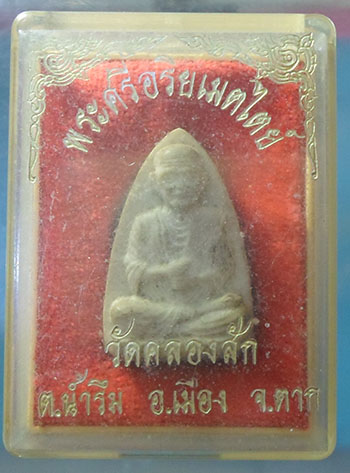 พระศรีอริยเมตไตยย์
วัดคลองสัก
ต.น้ำรึม อ.เมือง จ.ตาก